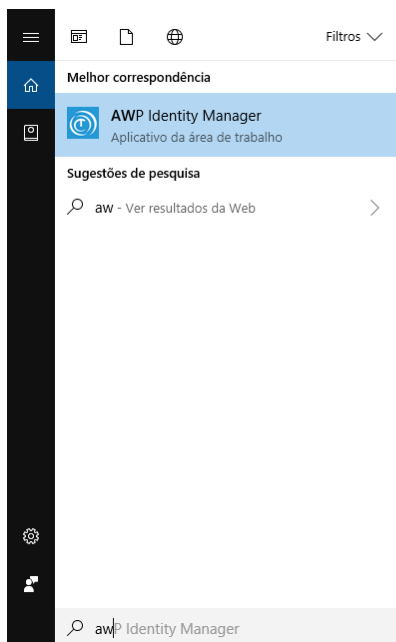 Filtros
Melhor correspondência
AWP Identity Manager
Aplicativo da área de trabalho
Sugestões de pesquisa
aw - Ver resultados da Web
awP Identity Manager